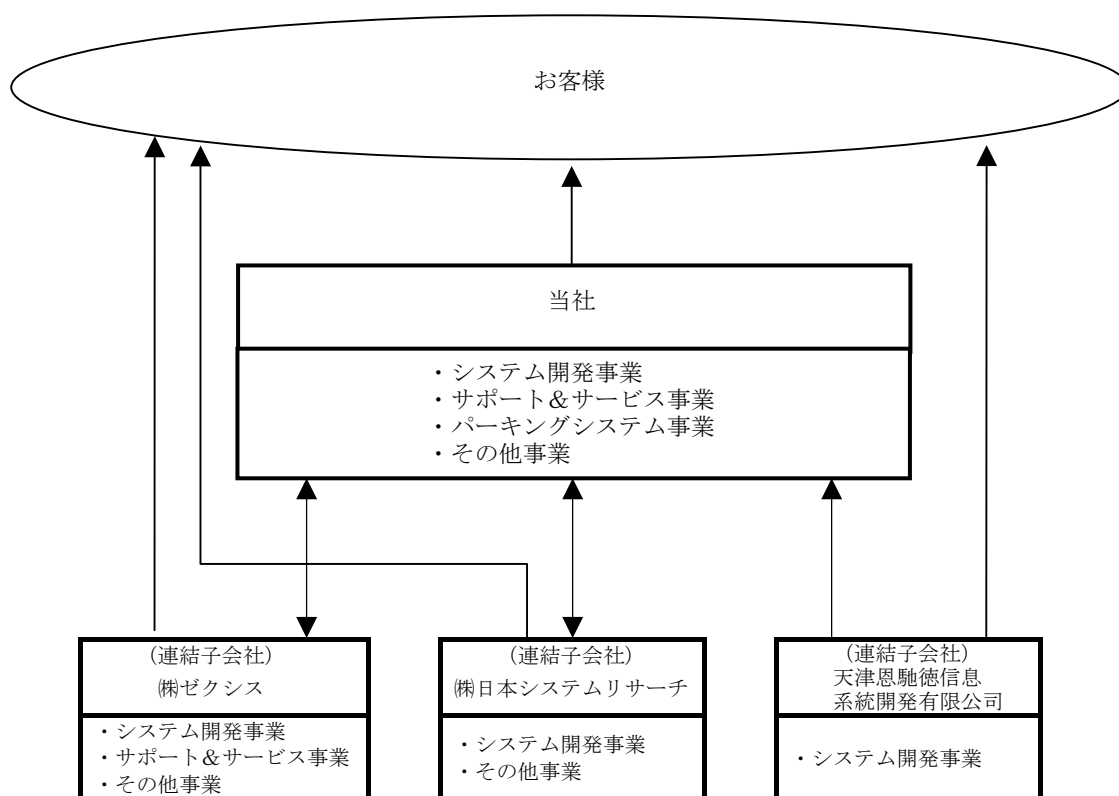 お客様
当社
・システム開発事業
・サポート&サービス事業
・パーキングシステム事業
・その他事業
(連結子会社)
㈱ゼクシス
・システム開発事業
・サポート&サービス事業
・その他事業
(連結子会社)
㈱日本システムリサーチ
・システム開発事業
・その他事業
(連結子会社)
天津恩馳徳信息
系統開発有限公司
・システム開発事業